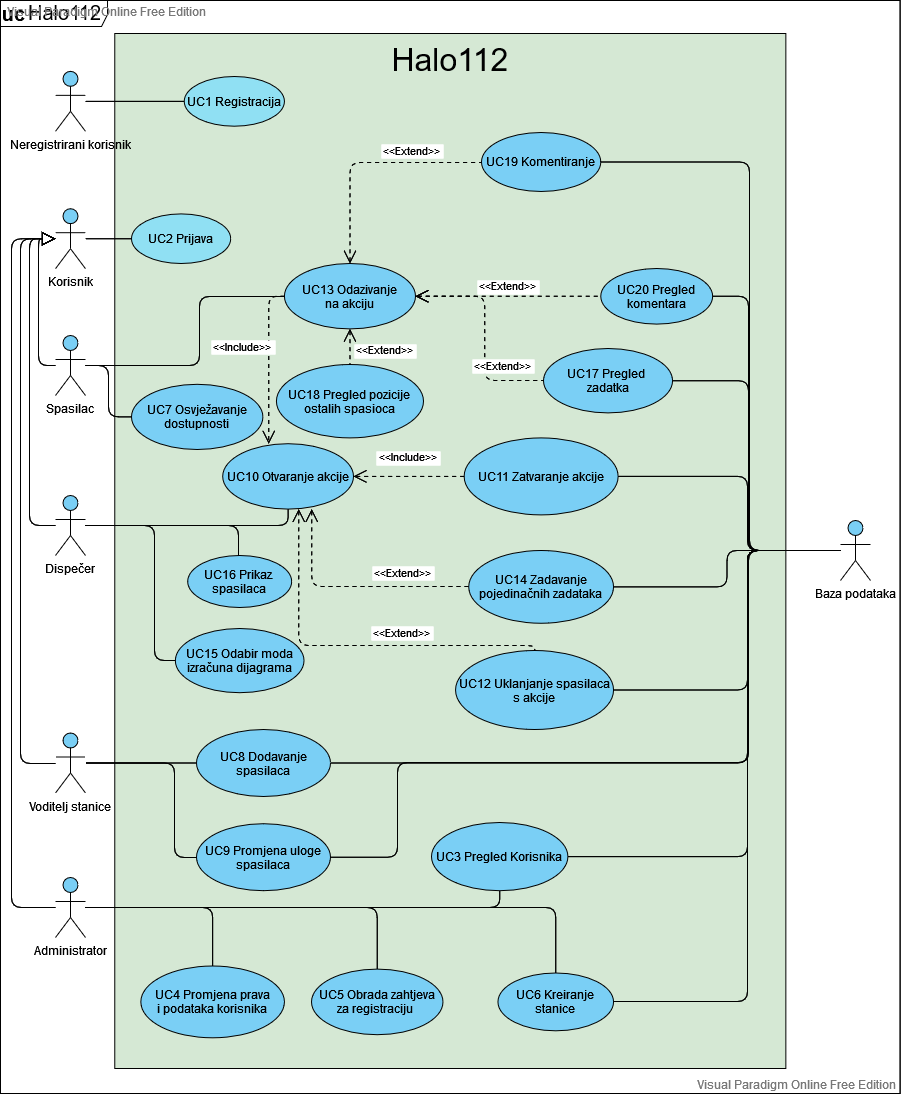 uc Halo112
Visual Paradigm Online Free Edition
Halo112
Neregistrirani korisnik
UC1 Registracija
<<Extend>>
UC19 Komentiranje
Korisnik
UC2 Prijava
UC13 Odazivanje
na akciju
<<Extend>>
UC20 Pregled
komentara
<<Include>>
<<Extend>>
<<Extend>>
UC17 Pregled
zadatka
Spasilac
UC7 Osvježavanje
dostupnosti
UC18 Pregled pozicije
ostalih spasioca
UC10 Otvaranje akcije
<<Include>>
UC11 Zatvaranje akcije
Dispečer
UC16 Prikaz
spasilaca
<<Extend>>
UC14 Zadavanje
pojedinačnih zadataka
Baza podataka
<<Extend>>
UC15 Odabir moda
izračuna dijagrama
UC12 Uklanjanje spasilaca
s akcije
Voditelj stanice
UC8 Dodavanje
spasilaca
UC9 Promjena uloge
spasilaca
UC3 Pregled Korisnika
Administrator
UC4 Promjena prava
i podataka korisnika
UC5 Obrada zahtjeva
za registraciju
UC6 Kreiranje
stanice
Visual Paradigm Online Free Edition